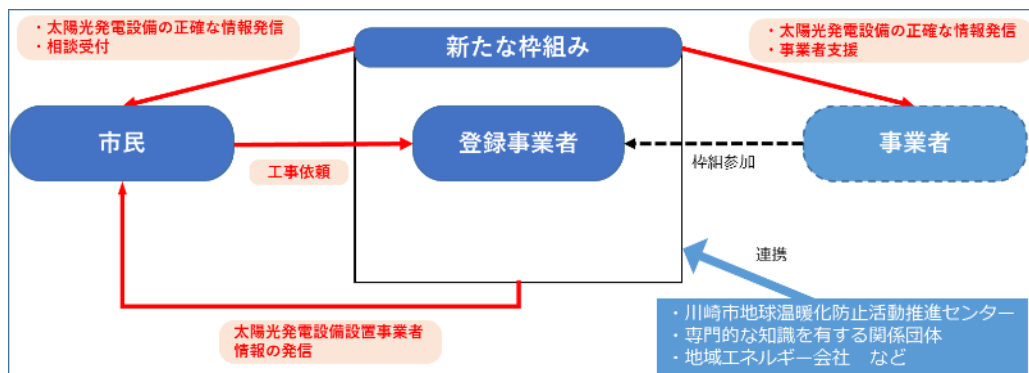 ・太陽光発電設備の正確な情報発信
・相談受付
新たな枠組み
・太陽光発電設備の正確な情報発信
・事業者支援
市民
登録事業者
事業者
工事依頼
枠組参加
連携
太陽光発電設備設置事業者
情報の発信
・川崎市地球温暖化防止活動推進センター
・専門的な知識を有する関係団体
・地域エネルギー会社　など